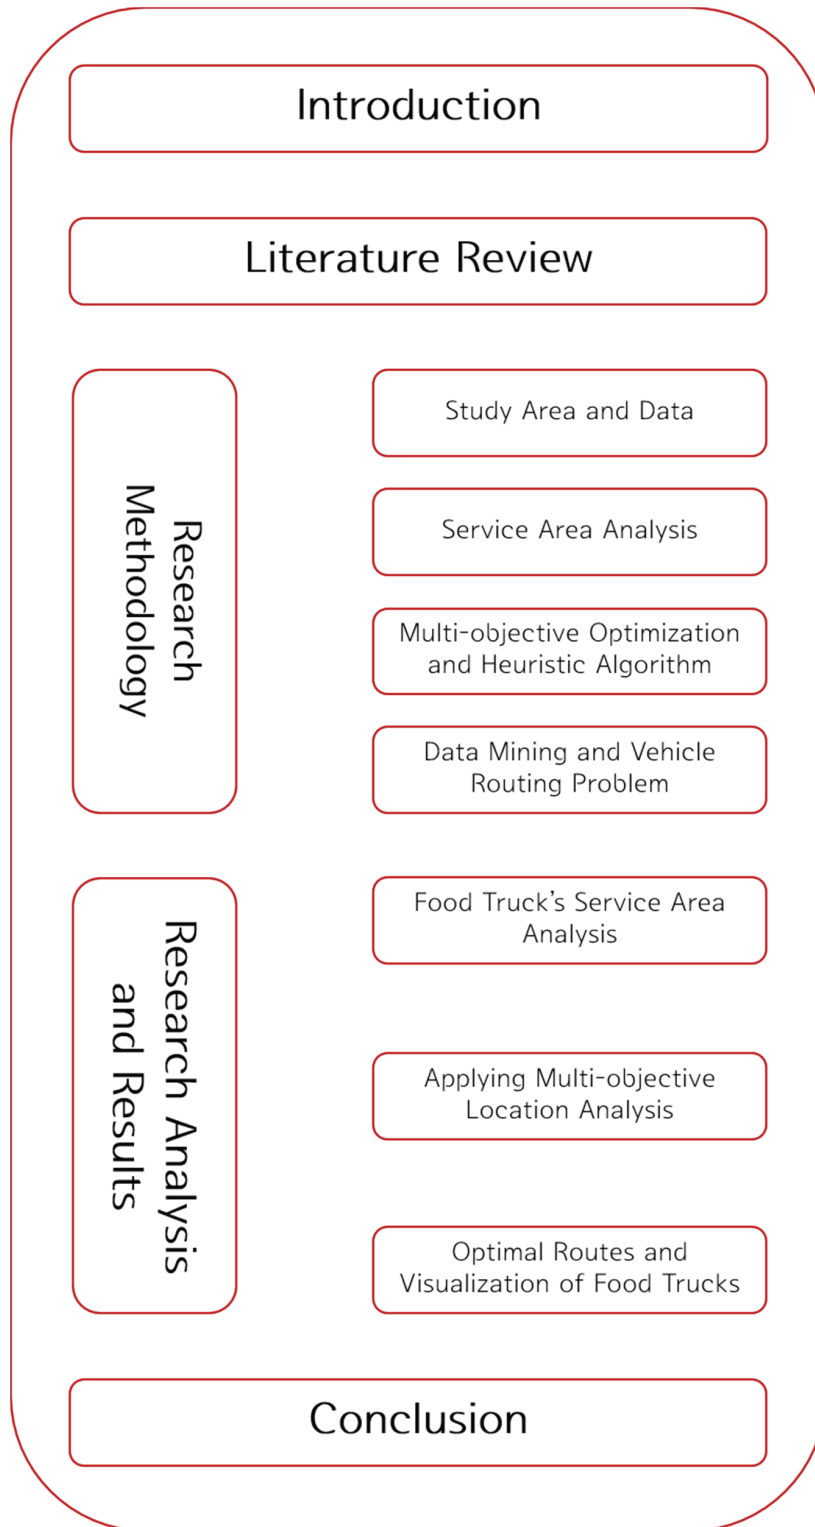 Introduction
Literature Review
Research
Methodology
Study Area and Data
Service Area Analysis
Multi-objective Optimization
and Heuristic Algorithm
Data Mining and Vehicle
Routing Problem
Research Analysis
and Results
Food Truck’s Service Area
Analysis
Applying Multi-objective
Location Analysis
Optimal Routes and
Visualization of Food Trucks
Conclusion